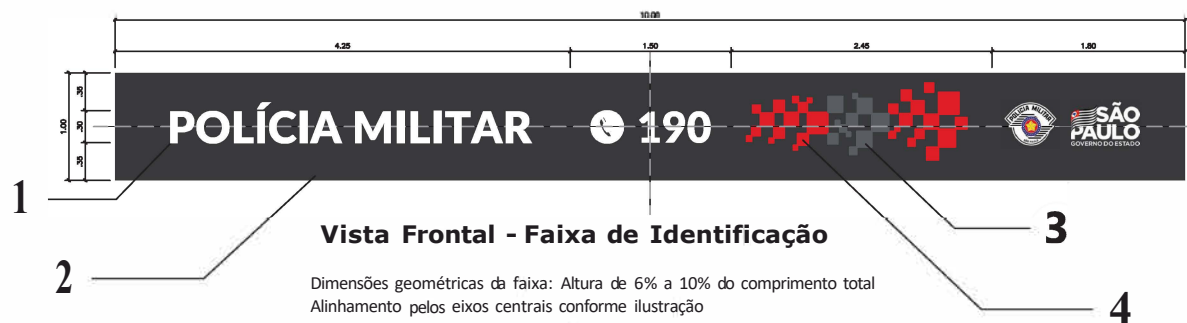 10.00
4.25 1.50 2.45 1.80
1.00 .35 .30 .35
POLÍCIA MILITAR 190
POLÍCIA MILITAR
SÃO
PAULO
GOVERNO DO ESTADO
1
2
3
4
Vista Frontal - Faixa de Identificação
Dimensões geométricas da faixa: Altura de 6% a 10% do comprimento total
Alinhamento pelos eixos centrais conforme ilustração